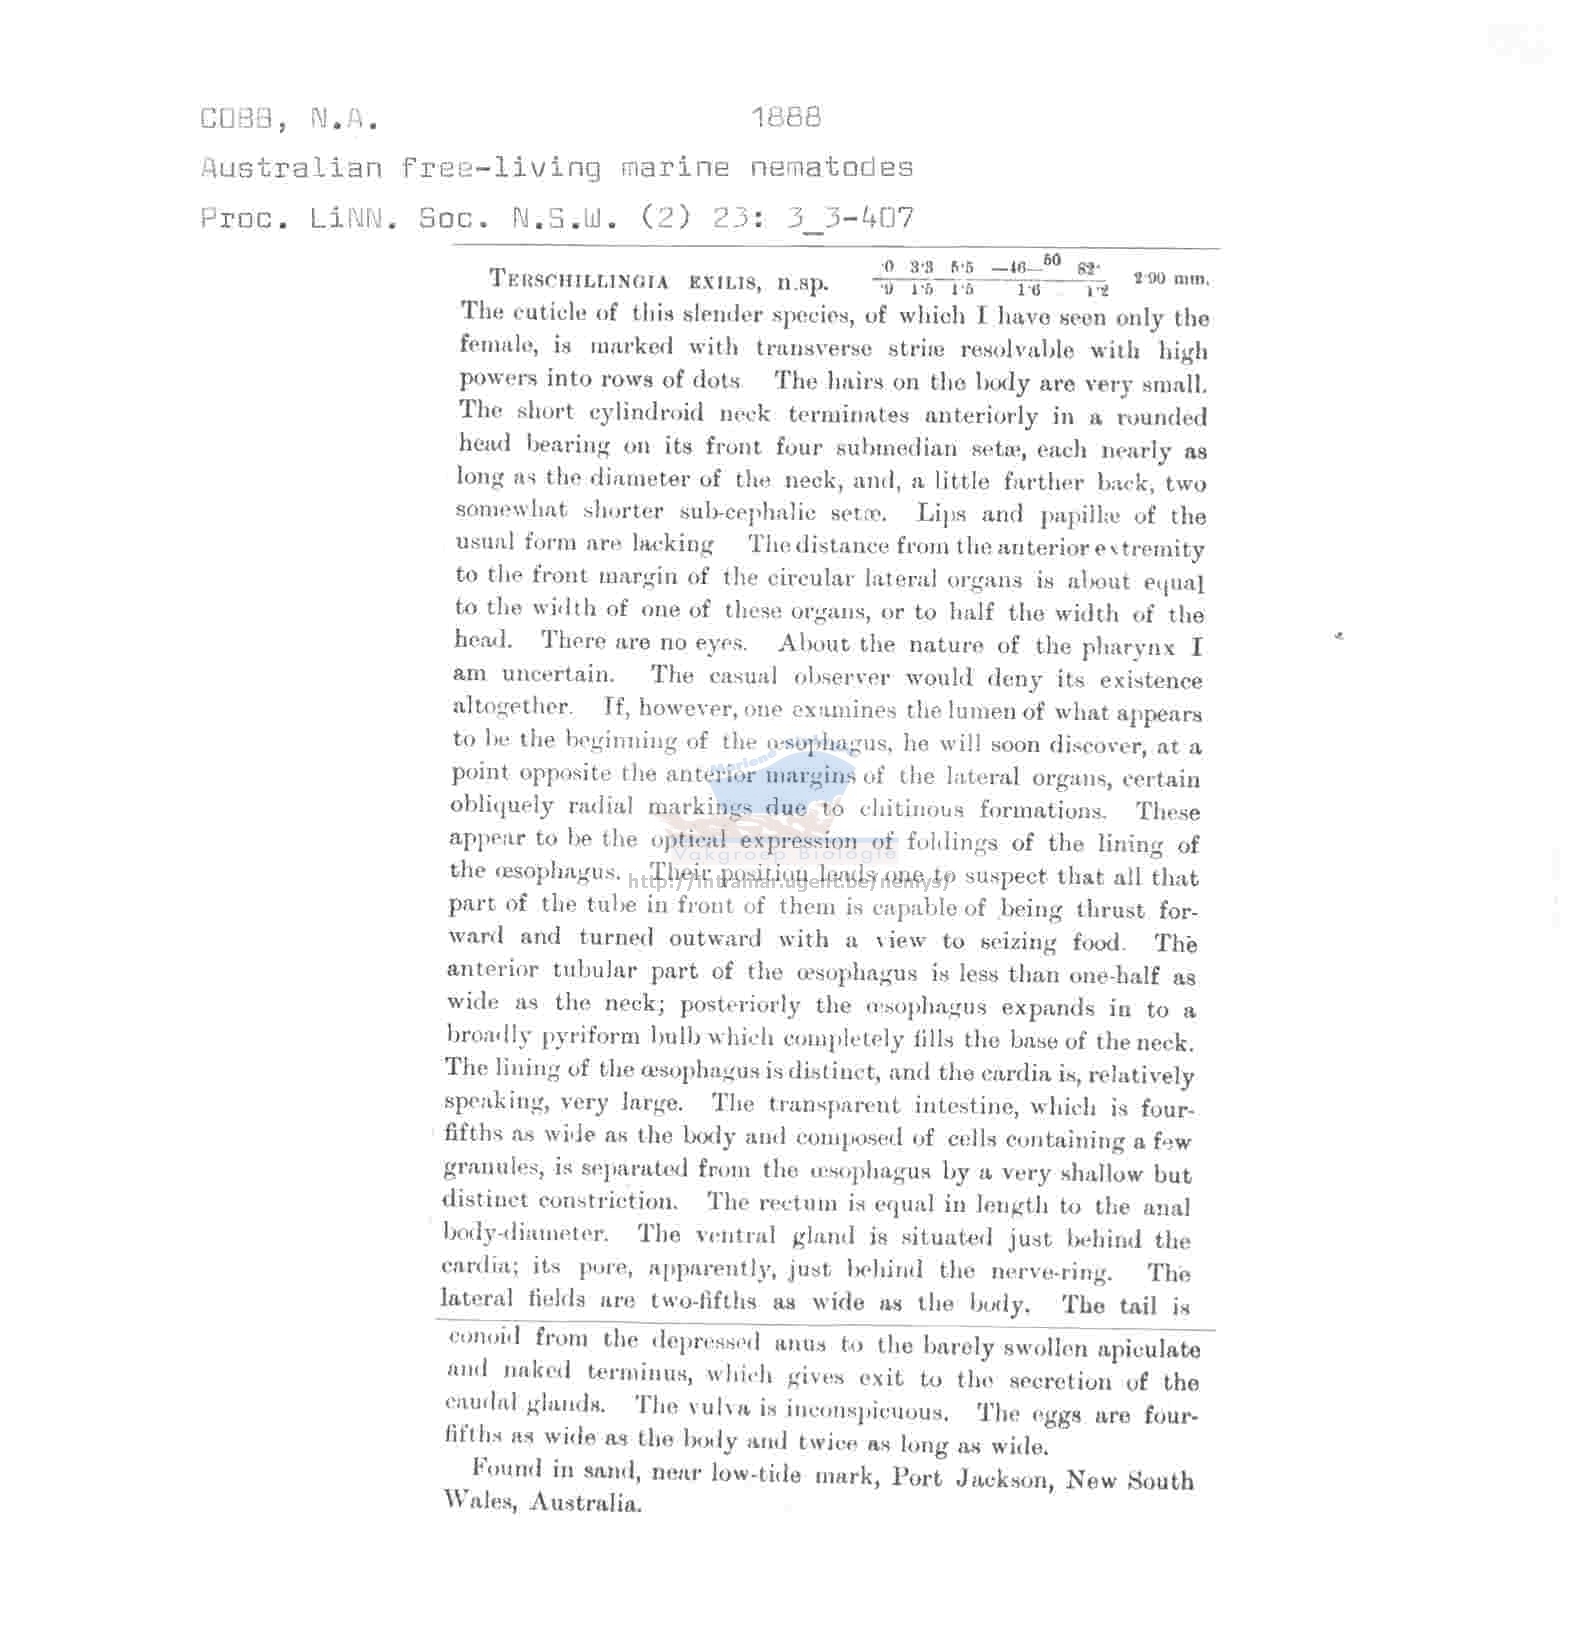 COBB, N.A. 1888
Australian free-living marine nematodes
Proc. LiNN. Soc. N.S.W. (2) 23: 3_3-407
TERSCHILLINGIA EXILIS, n.sp. ·0 3·3 5·5 —46—50 82· 2·90 mm.
·9 1·5 1·5 1·6 1·2
The cuticle of this slender species, of which I have seen only the
female, is marked with transverse striæ resolvable with high
powers into rows of dots The hairs on the body are very small.
The short cylindroid neck terminates anteriorly in a rounded
head bearing on its front four submedian setæ, each nearly as
long as the diameter of the neck, and, a little farther back, two
somewhat shorter sub-cephalic setæ. Lips and papillæ of the
usual form are lacking The distance from the anterior extremity
to the front margin of the circular lateral organs is about equal
to the width of one of these organs, or to half the width of the
head. There are no eyes. About the nature of the pharynx I
am uncertain. The casual observer would deny its existence
altogether. If, however, one examines the lumen of what appears
to be the beginning of the œsophagus, he will soon discover, at a
point opposite the anterior margins of the lateral organs, certain
obliquely radial markings due to chitinous formations. These
appear to be the optical expression of foldings of the lining of
Vakgroep Biologie
the œsophagus. Their position leads one to suspect that all that
http://intramar.ugent.be/nemys/
part of the tube in front of them is capable of being thrust for-
ward and turned outward with a view to seizing food. The
anterior tubular part of the œsophagus is less than one-half as
wide as the neck; posteriorly the œsophagus expands in to a
broadly pyriform bulb which completely fills the base of the neck.
The lining of the œsophagus is distinct, and the cardia is, relatively
speaking, very large. The transparent intestine, which is four-
fifths as wide as the body and composed of cells containing a few
granules, is separated from the œsophagus by a very shallow but
distinct constriction. The rectum is equal in length to the anal
body-diameter. The ventral gland is situated just behind the
cardia; its pore, apparently, just behind the nerve-ring. The
lateral fields are two-fifths as wide as the body. The tail is
conoid from the depressed anus to the barely swollen apiculate
and naked terminus, which gives exit to the secretion of the
caudal glands. The vulva is inconspicuous. The eggs are four-
fifths as wide as the body and twice as long as wide.
Found in sand, near low-tide mark, Port Jackson, New South
Wales, Australia.